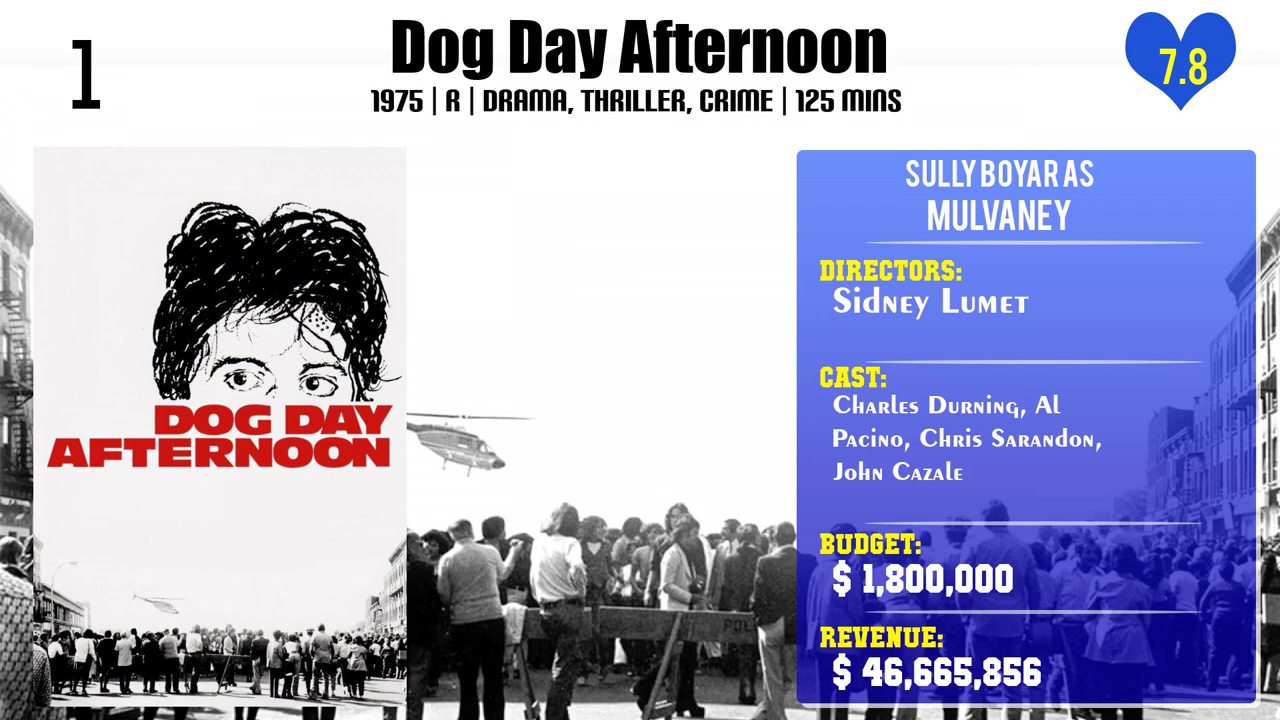 1
Dog Day Afternoon
7.8
1975 | R | DRAMA, THRILLER, CRIME | 125 MINS
DOG DAY
AFTERNOON
SULLY BOYAR AS
MULVANEY
DIRECTORS:
Sidney Lumet
CAST:
Charles Durning, Al
Pacino, Chris Sarandon,
John Cazale
BUDGET:
$ 1,800,000
REVENUE:
$ 46,665,856